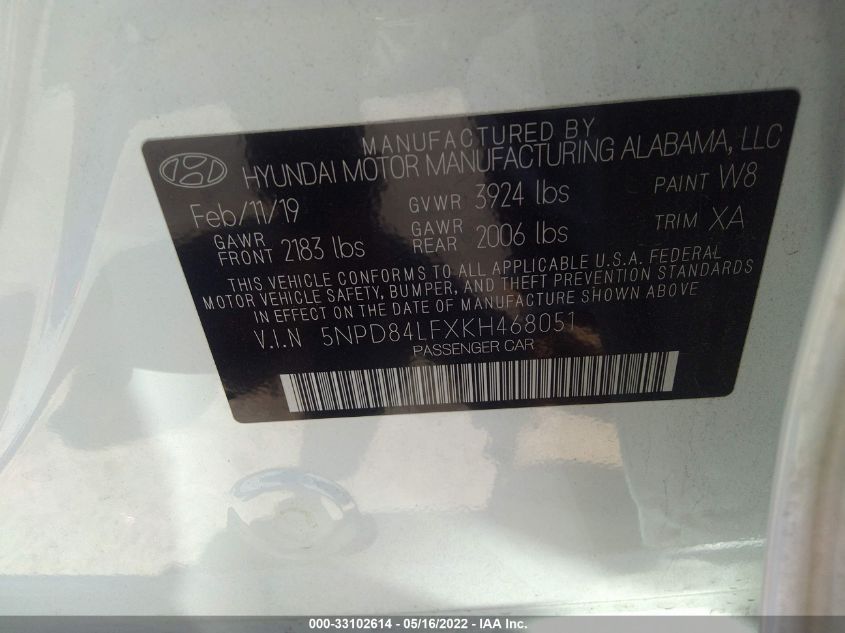 MANUFACTURED BY
HYUNDAI MOTOR MANUFACTURING ALABAMA, LLC
Feb/11/19 GVWR 3924 lbs PAINT W8
GAWR FRONT 2183 lbs GAWR REAR 2006 lbs TRIM XA
THIS VEHICLE CONFORMS TO ALL APPLICABLE U.S.A. FEDERAL
MOTOR VEHICLE SAFETY, BUMPER, AND THEFT PREVENTION STANDARDS
IN EFFECT ON THE DATE OF MANUFACTURE SHOWN ABOVE
V.I.N 5NPD84LFXKH468051
PASSENGER CAR
000-33102614 - 05/16/2022 - IAA Inc.